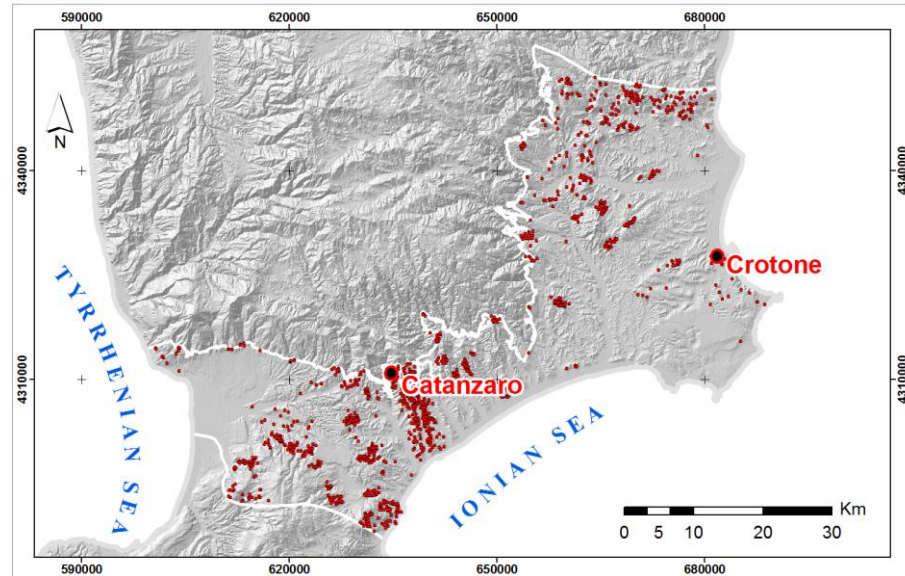 590000 620000 650000 680000
N
4340000 4340000
Crotone
TYRRHENIAN SEA
4310000 4310000
Catanzaro
IONIAN SEA
Km
0 5 10 20 30
590000 620000 650000 680000